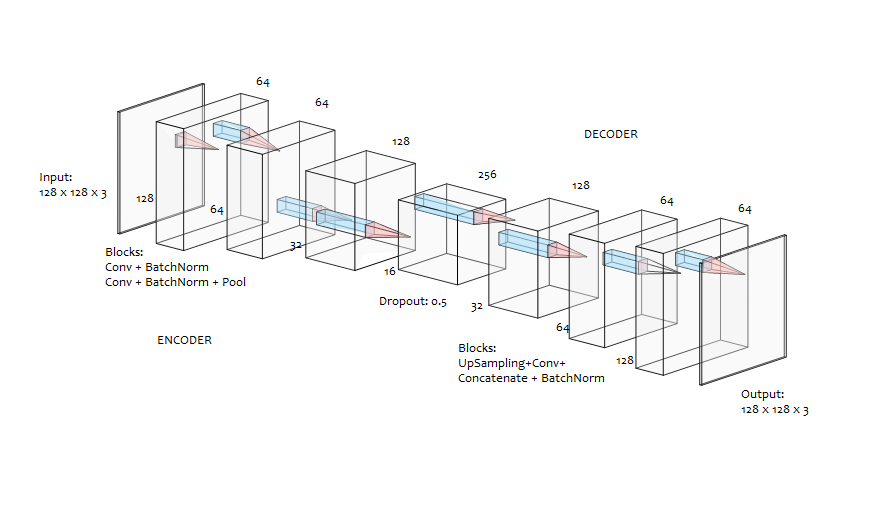 64
64
DECODER
128
Input:
128 x 128 x 3
256
128
128
64
64
64
32
Blocks:
Conv + BatchNorm
Conv + BatchNorm + Pool
16
Dropout: 0.5
32
64
ENCODER
Blocks:
UpSampling+Conv+
Concatenate + BatchNorm
128
Output:
128 x 128 x 3